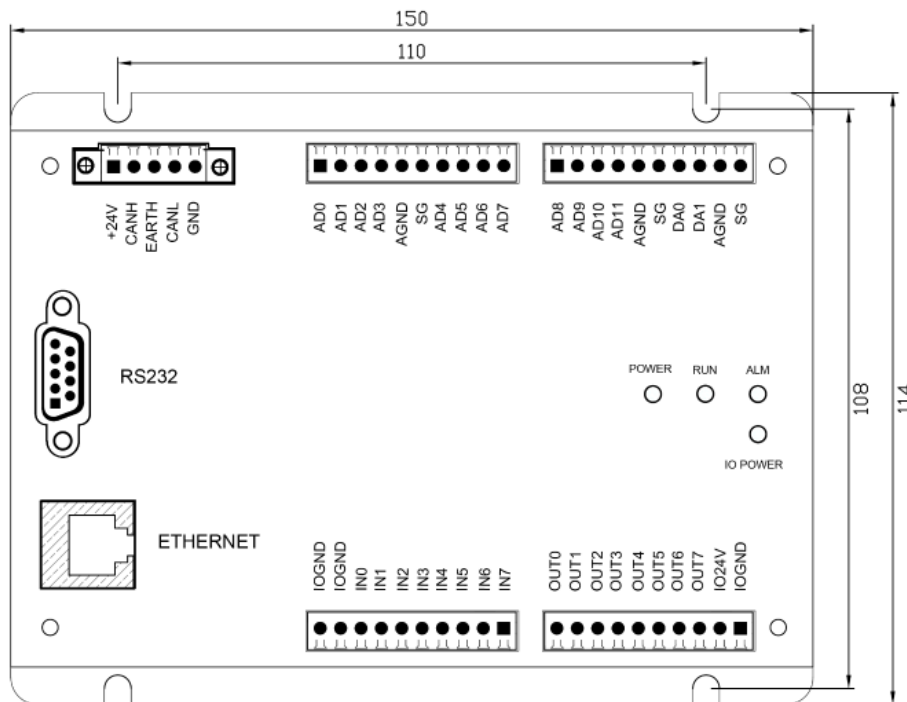 150
110
+24V
CANH
EARTH
CANL
GND
AD0
AD1
AD2
AD3
AGND
SG
AD4
AD5
AD6
AD7
AD8
AD9
AD10
AD11
AGND
SG
DA0
DA1
AGND
SG
RS232
POWER
RUN
ALM
IO POWER
108
114
ETHERNET
IOGND
IOGND
IN0
IN1
IN2
IN3
IN4
IN5
IN6
IN7
OUT0
OUT1
OUT2
OUT3
OUT4
OUT5
OUT6
OUT7
IO24V
IOGND